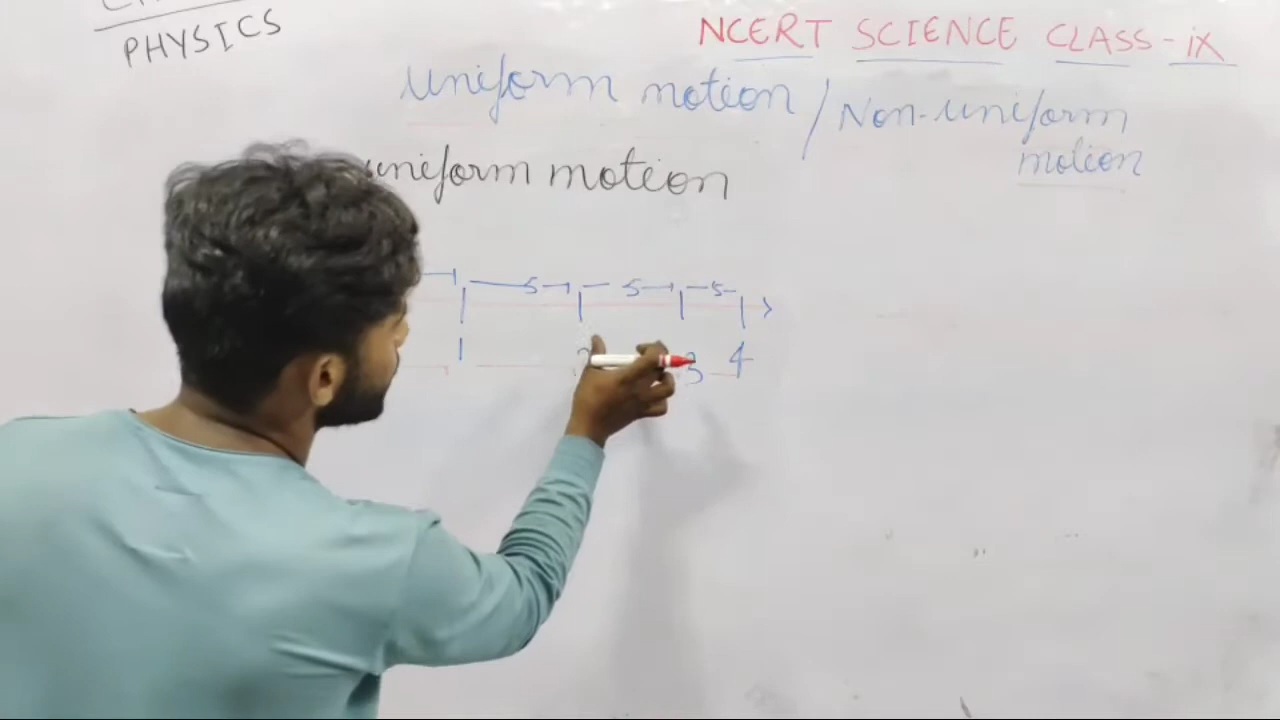 PHYSICS
NCERT SCIENCE CLASS - iX
uniform motion / Non-uniform
motion
uniform motion
5 5 5
1 3 4